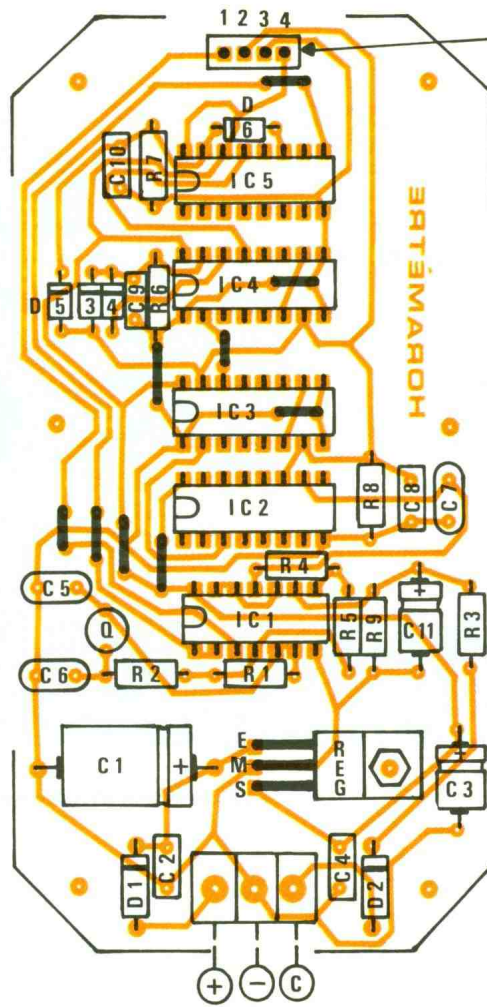 1 2 3 4
D
6
C10
R7
IC5
D
5
3
4
C9
R6
IC4
HORAMÉTRE
IC3
IC2
R8
C8
C7
R4
C5
Q
IC1
R5
R9
+
C11
R3
C6
R2
R1
C1
+
E
M
S
REG
+
C3
D1
C2
C4
D2
+
−
C